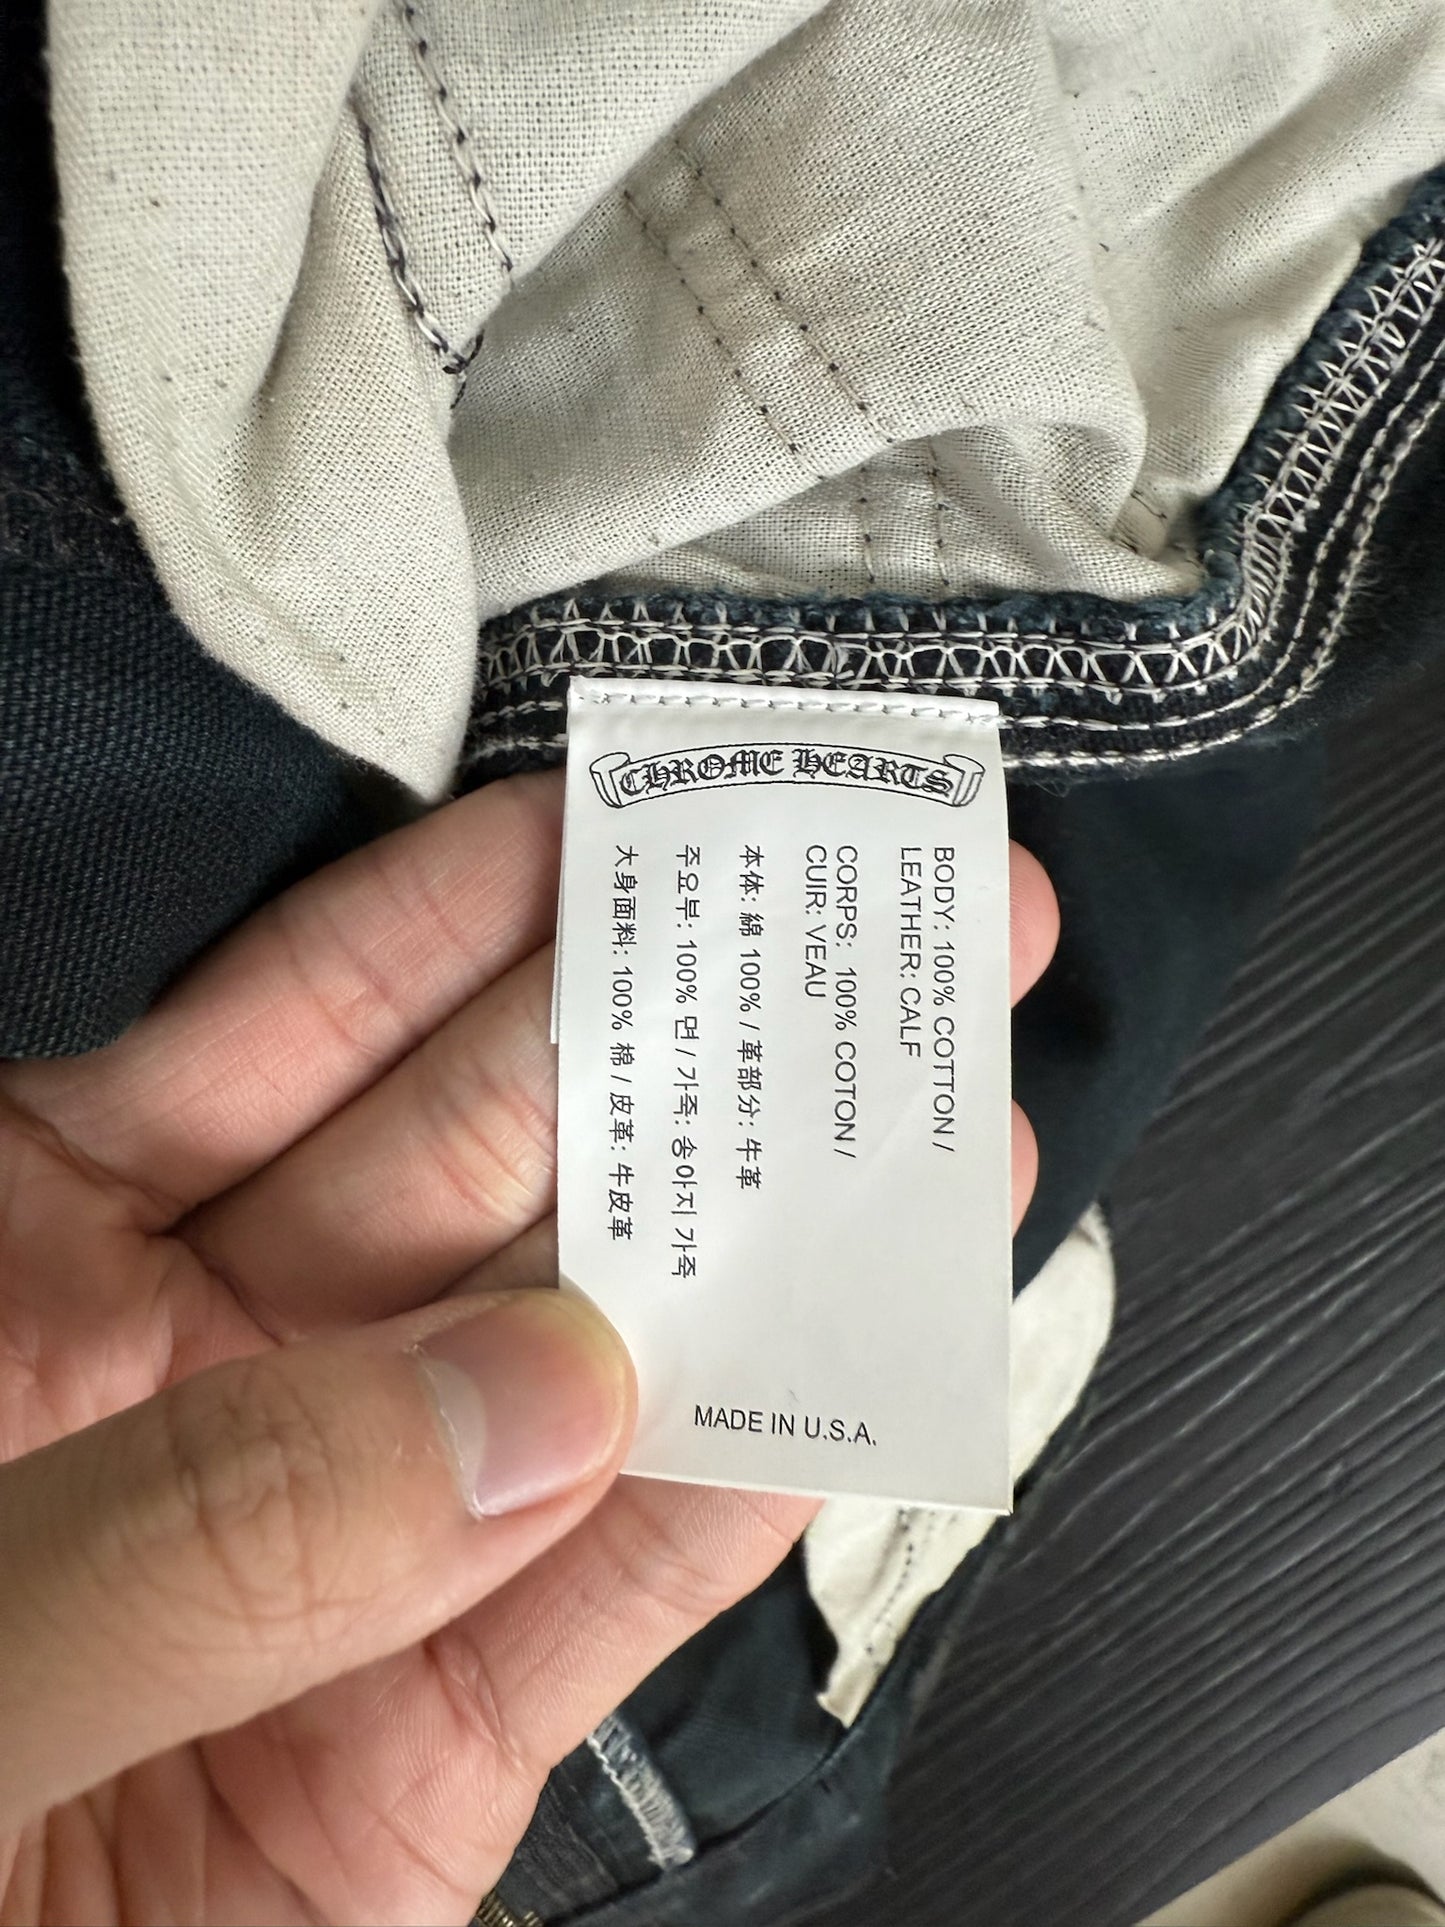 CHROME HEARTS
BODY: 100% COTTON /
LEATHER: CALF
CORPS: 100% COTON /
CUIR: VEAU
本体: 綿 100% / 革部分: 牛革
주요부: 100% 면 / 가죽: 송아지 가죽
大身面料: 100% 棉 / 皮革: 牛皮革
MADE IN U.S.A.